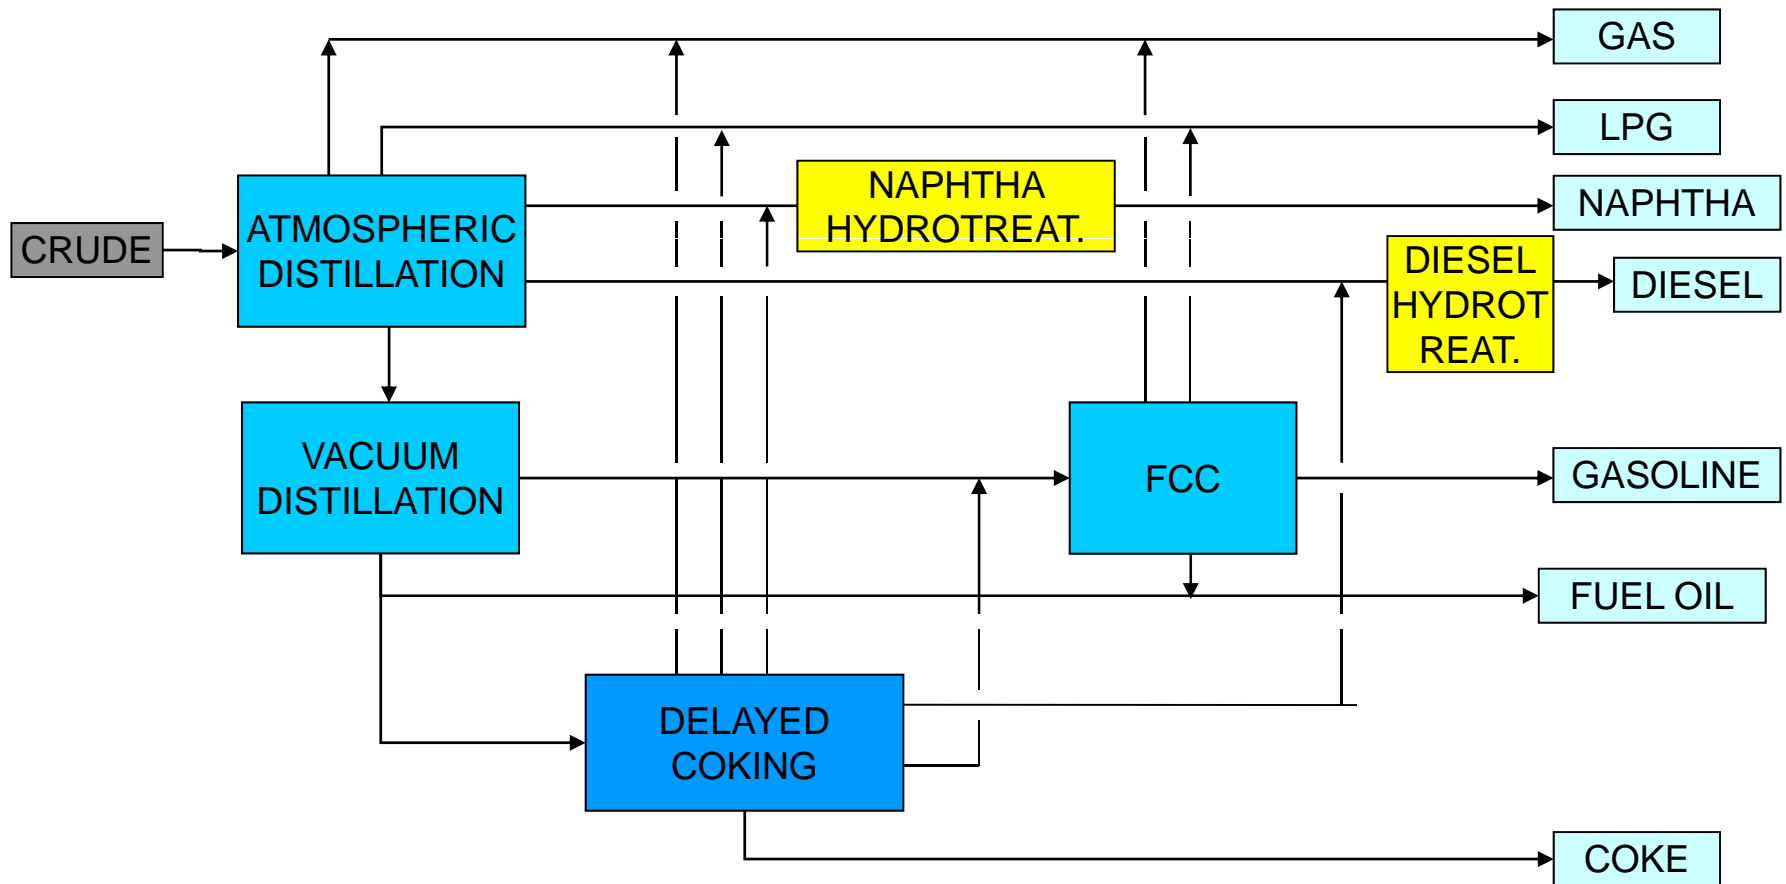 GAS
LPG
NAPHTHA
HYDROTREAT.
NAPHTHA
ATMOSPHERIC
DISTILLATION
CRUDE
DIESEL
HYDROT
REAT.
DIESEL
VACUUM
DISTILLATION
FCC
GASOLINE
FUEL OIL
DELAYED
COKING
COKE